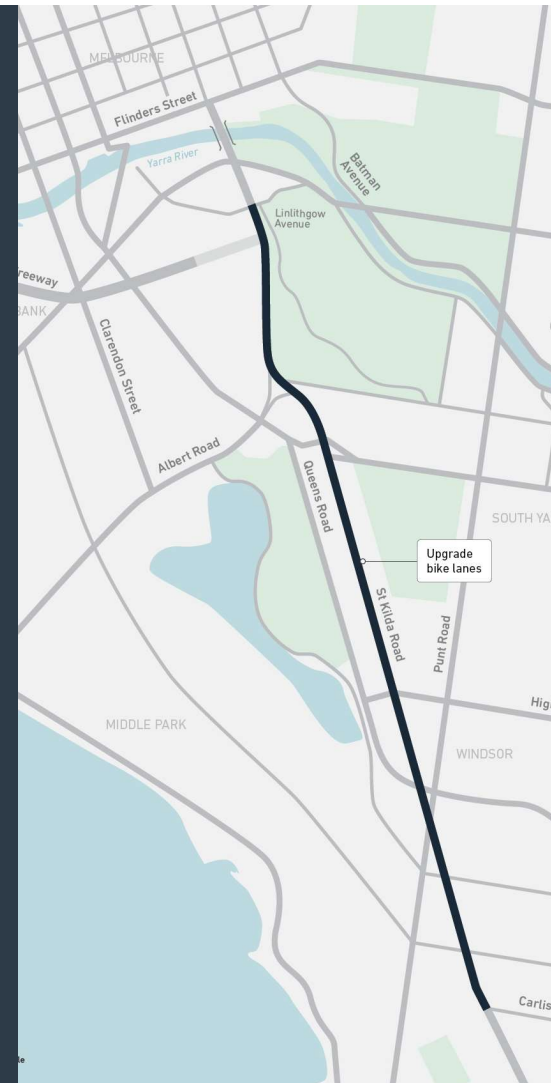 MELBOURNE
Flinders Street
Yarra River
Batman
Avenue
Linlithgow
Avenue
reeway
BANK
Clarendon Street
Albert Road
Queens Road
SOUTH YA
Upgrade
bike lanes
St Kilda Road
Punt Road
Hig
MIDDLE PARK
WINDSOR
Carlis
le